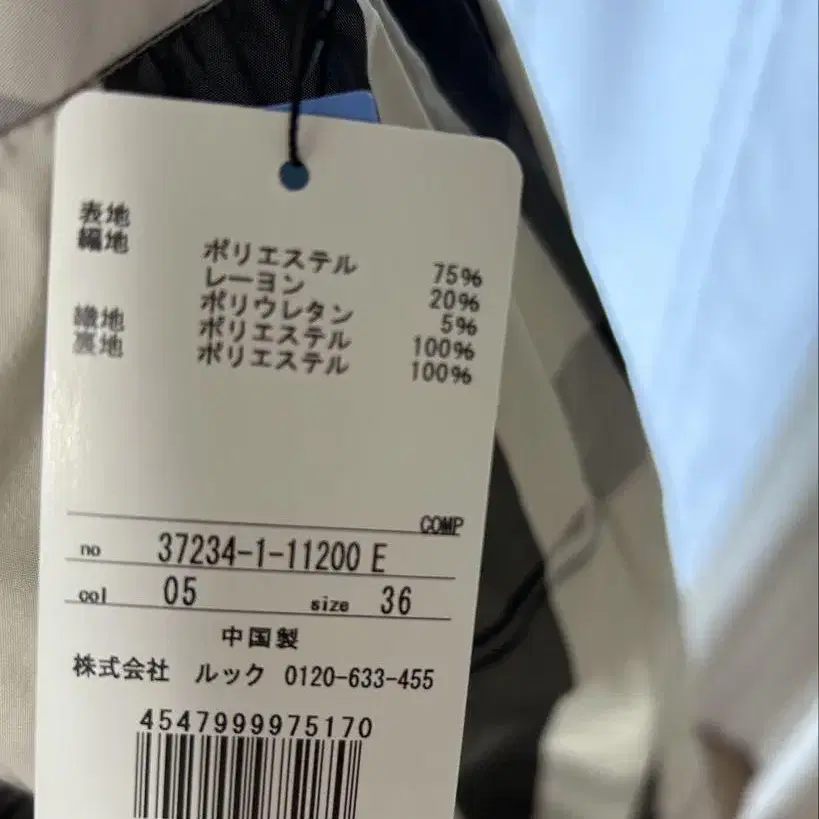 表地
編地 ポリエステル 75%
レーヨン 20%
ポリウレタン 5%
織地 ポリエステル 100%
裏地 ポリエステル 100%
COMP
no 37234-1-11200 E
col 05 size 36
中国製
株式会社 ルック 0120-633-455
4547999975170